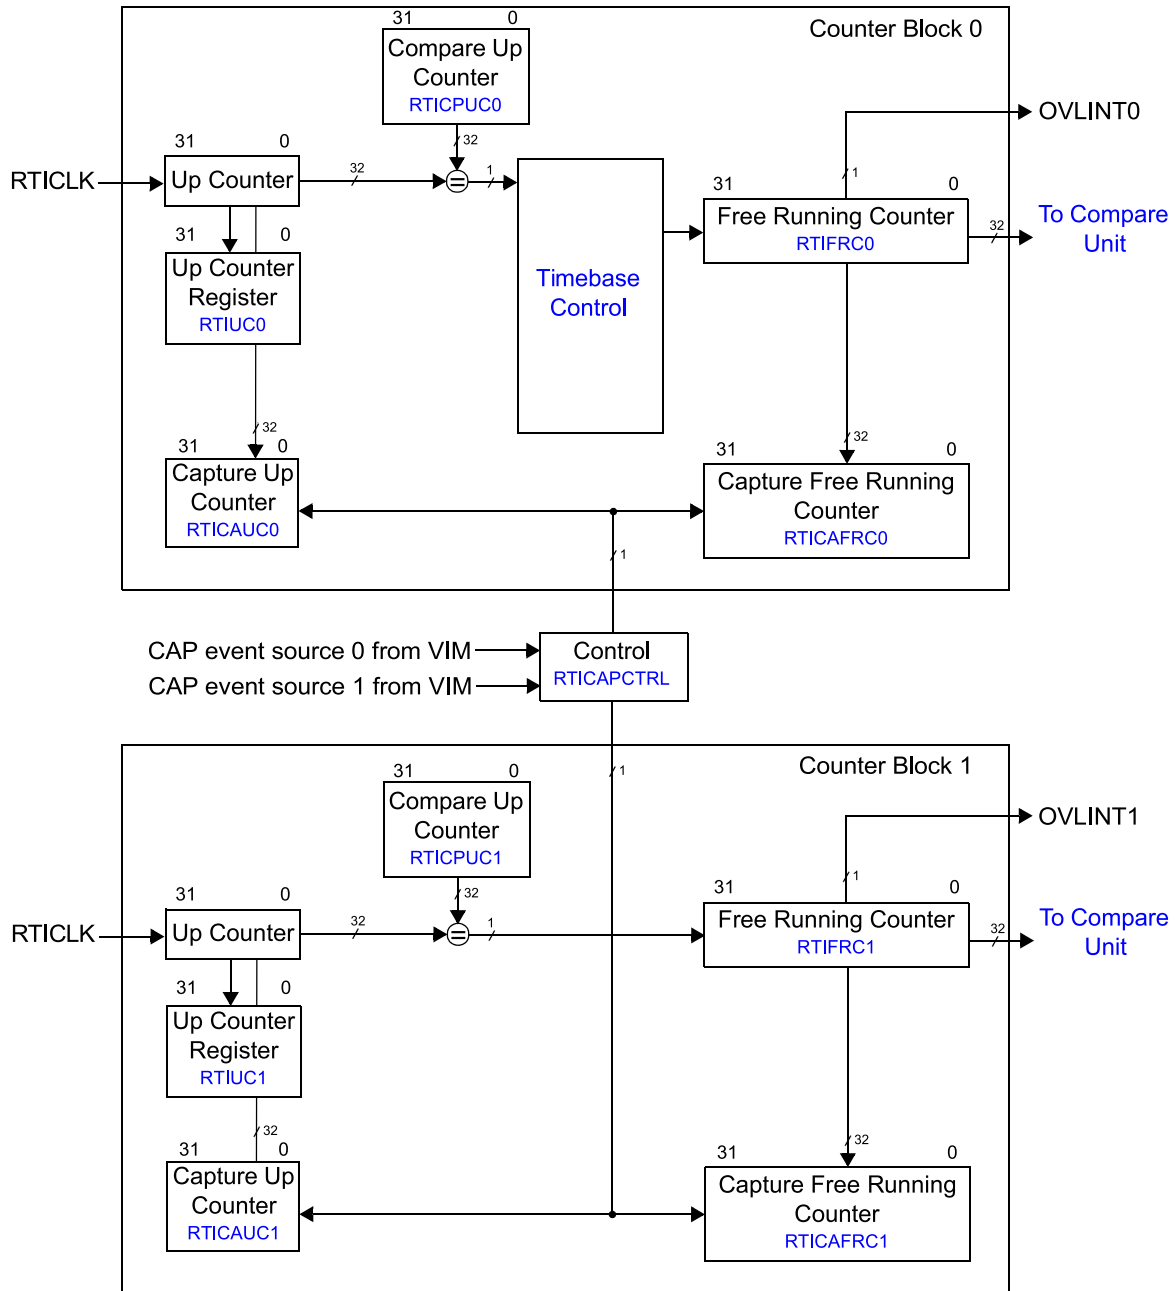 Counter Block 0
31 0
Compare Up
Counter
RTICPUC0
32
OVLINT0
31 0
RTICLK
Up Counter
32
=
1
1
31 0
Free Running Counter
RTIFRC0
32
To Compare
Unit
31 0
Up Counter
Register
RTIUC0
Timebase
Control
32
31 0
Capture Up
Counter
RTICAUC0
32
31 0
Capture Free Running
Counter
RTICAFRC0
1
CAP event source 0 from VIM
CAP event source 1 from VIM
Control
RTICAPCTRL
Counter Block 1
1
31 0
Compare Up
Counter
RTICPUC1
32
OVLINT1
31 0
RTICLK
Up Counter
32
=
1
1
31 0
Free Running Counter
RTIFRC1
32
To Compare
Unit
31 0
Up Counter
Register
RTIUC1
32
31 0
Capture Up
Counter
RTICAUC1
32
31 0
Capture Free Running
Counter
RTICAFRC1